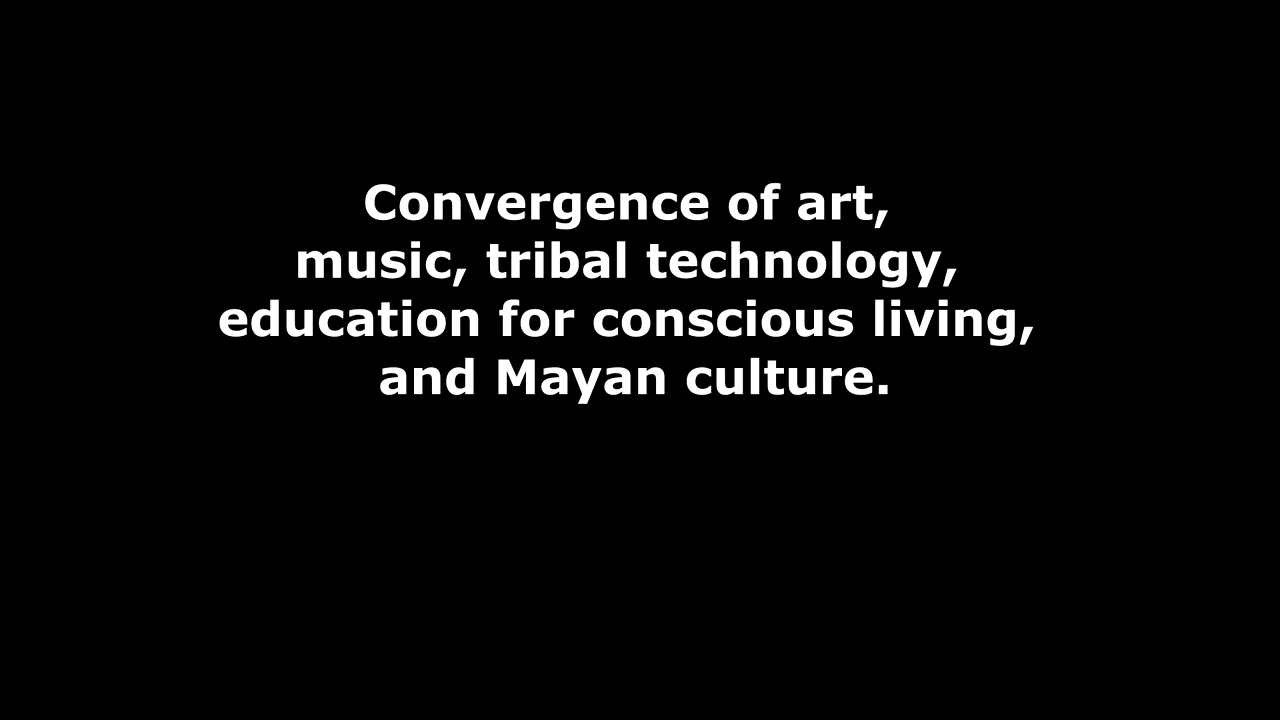 Convergence of art,
music, tribal technology,
education for conscious living,
and Mayan culture.